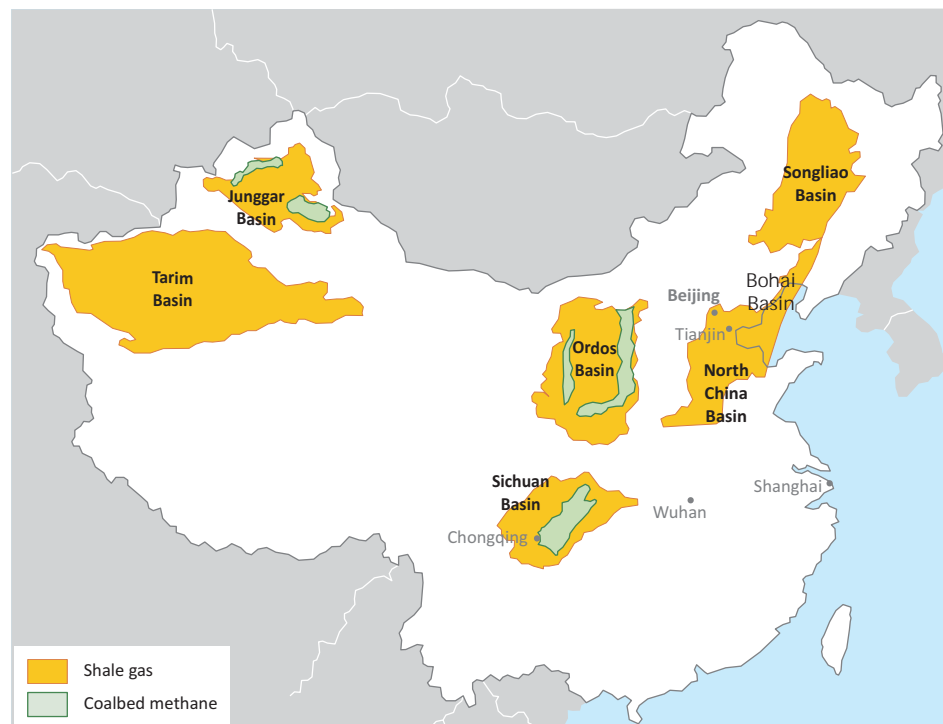 Songliao
Basin
Junggar
Basin
Tarim
Basin
Bohai
Basin
Beijing
Tianjin
Ordos
Basin
North
China
Basin
Sichuan
Basin
Shanghai
Wuhan
Chongqing
Shale gas
Coalbed methane